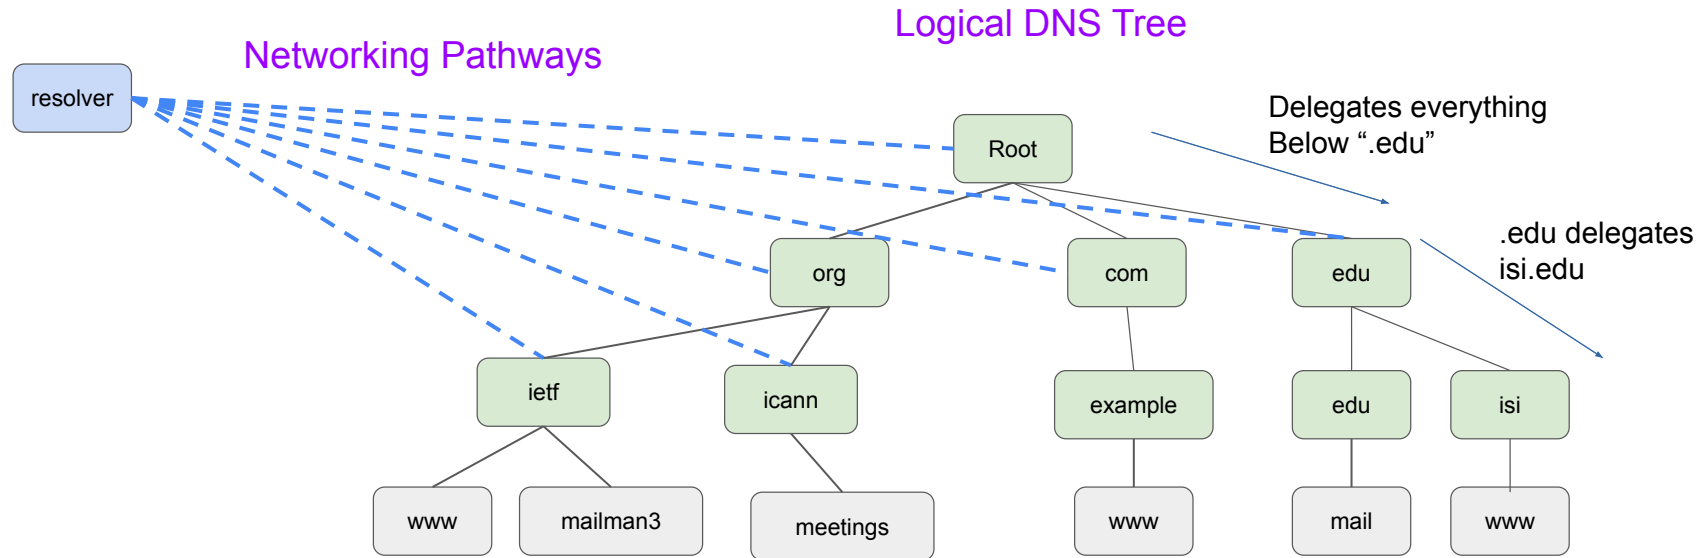 Logical DNS Tree
Networking Pathways
resolver
Delegates everything
Below “.edu”
Root
.edu delegates
isi.edu
org
com
edu
ietf
icann
example
edu
isi
www
mailman3
meetings
www
mail
www